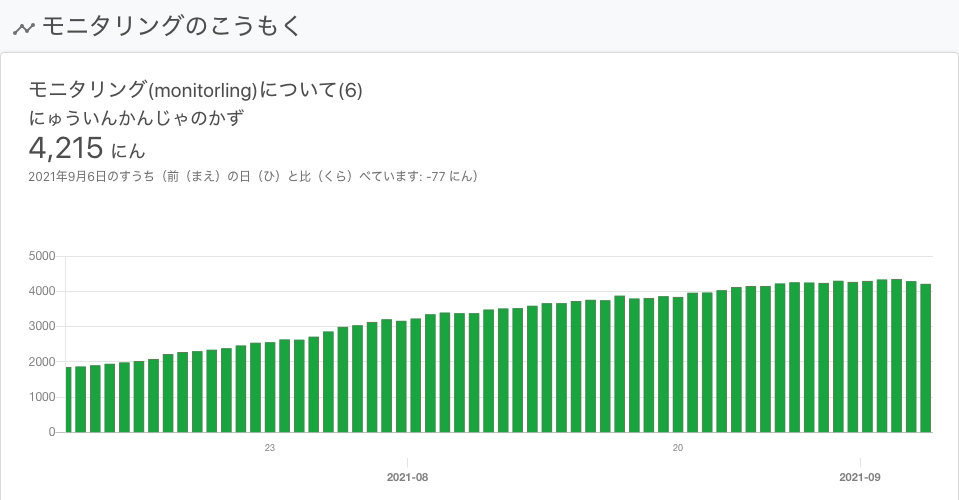 モニタリングのこうもく
モニタリング(monitorling)について(6)
にゅういんかんじゃのかず
4,215 にん
2021年9月6日のすうち（前（まえ）の日（ひ）と比（くら）べています: -77 にん）
5000
4000
3000
2000
1000
0
23
20
2021-08
2021-09